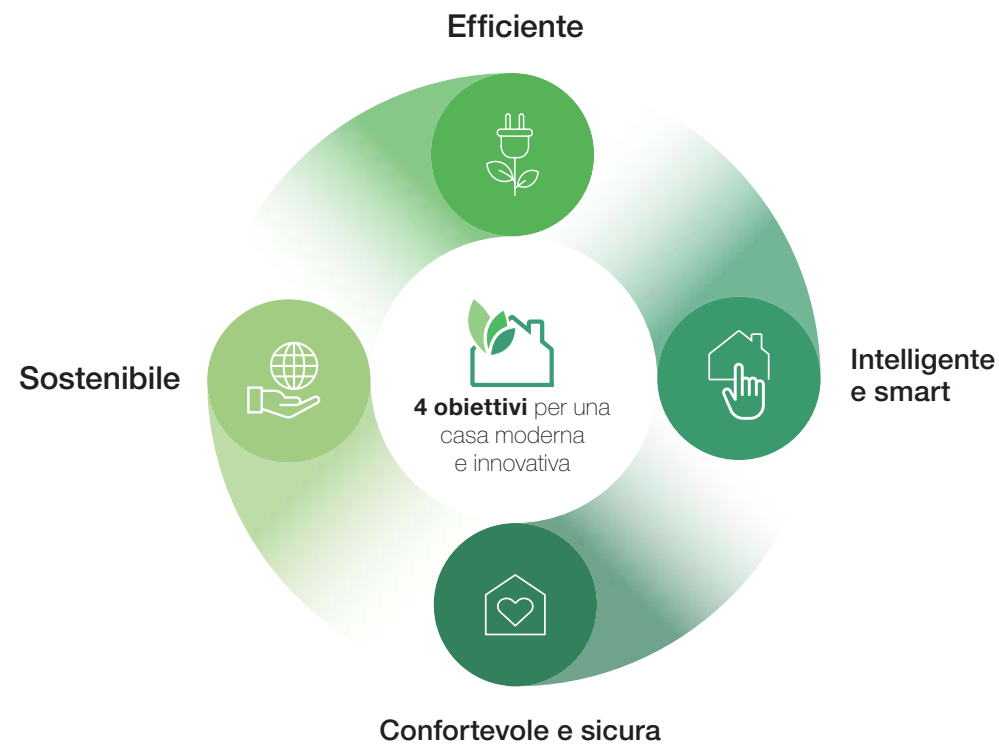 Efficiente
Sostenibile
4 obiettivi per una
casa moderna
e innovativa
Intelligente
e smart
Confortevole e sicura